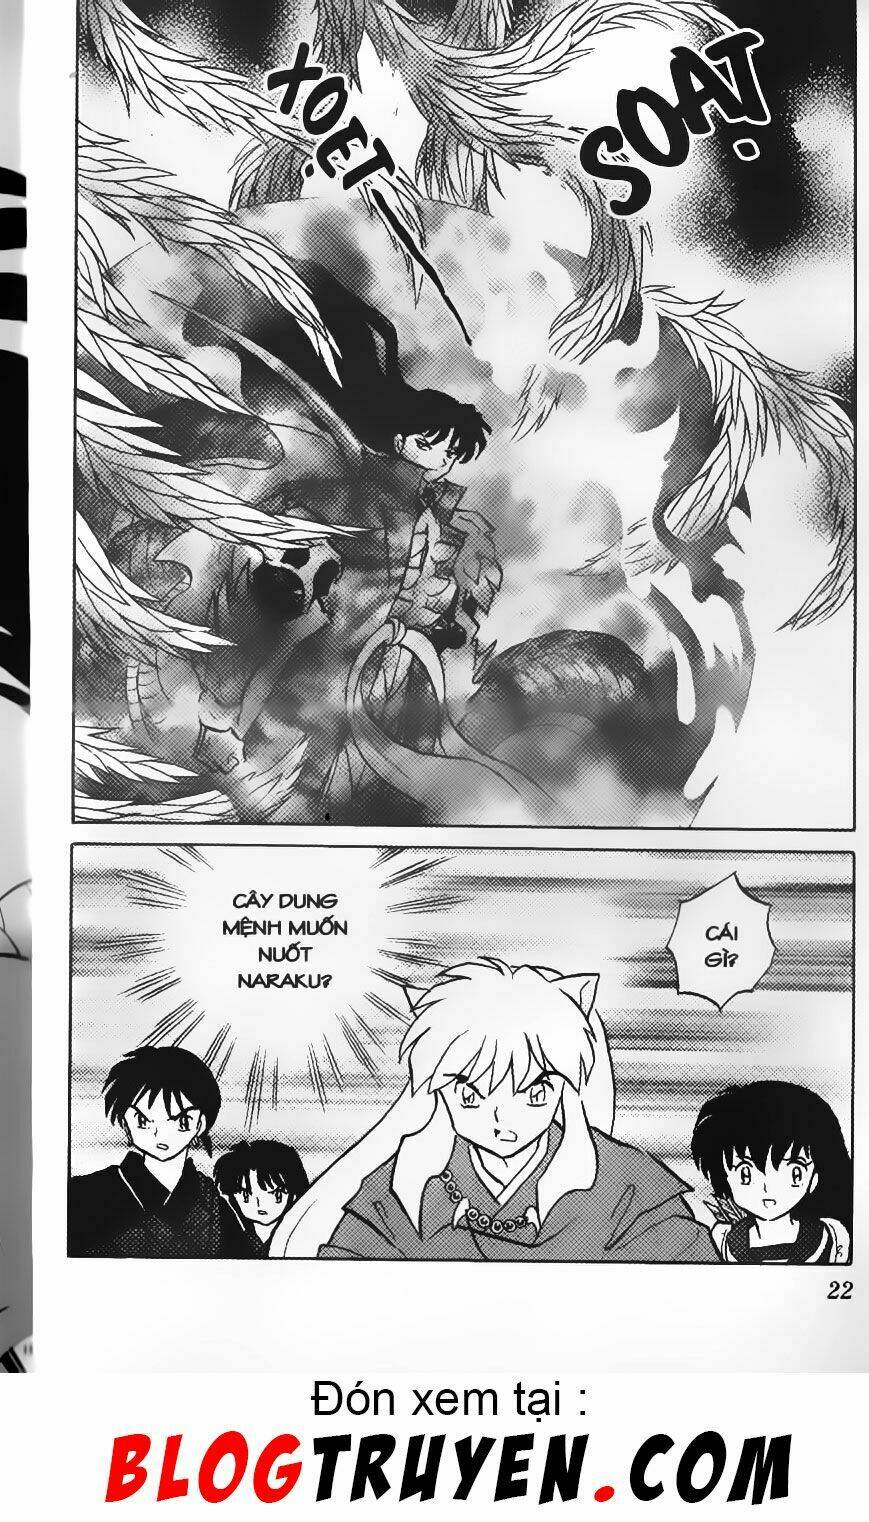 XOẸT
SOẠT
CÁI
GÌ?
CÂY DUNG
MỆNH MUỐN
NUỐT
NARAKU?
22
Đón xem tại :
BLOGTRUYEN.COM